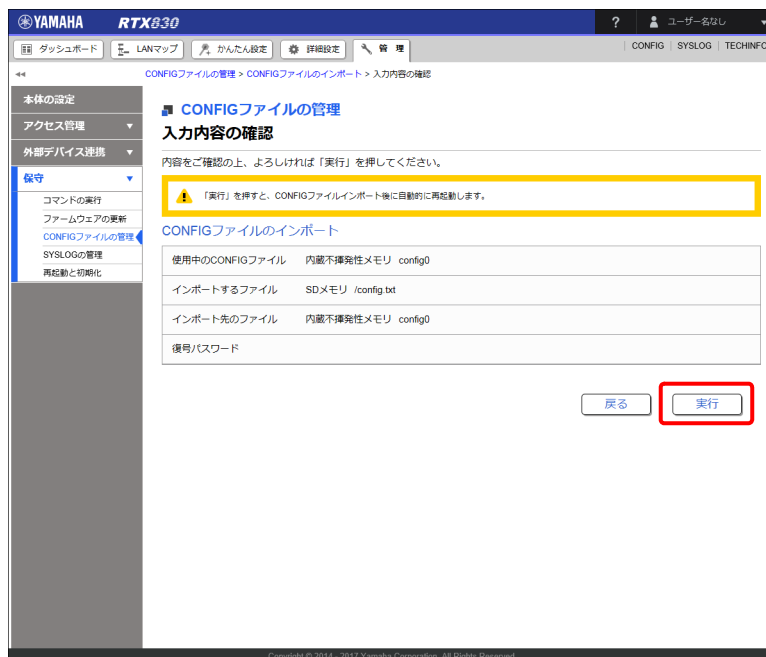 YAMAHA RTX830 ? ユーザー名なし
ダッシュボード LANマップ かんたん設定 詳細設定 管理 CONFIG SYSLOG TECHINFO
CONFIGファイルの管理 > CONFIGファイルのインポート > 入力内容の確認
本体の設定
アクセス管理
外部デバイス連携
保守
コマンドの実行
ファームウェアの更新
CONFIGファイルの管理
SYSLOGの管理
再起動と初期化
CONFIGファイルの管理
入力内容の確認
内容をご確認の上、よろしければ「実行」を押してください。
「実行」を押すと、CONFIGファイルインポート後に自動的に再起動します。
CONFIGファイルのインポート
使用中のCONFIGファイル 内蔵不揮発性メモリ config0
インポートするファイル SDメモリ /config.txt
インポート先のファイル 内蔵不揮発性メモリ config0
復号パスワード
戻る 実行
Copyright © 2014 - 2017 Yamaha Corporation. All Rights Reserved.